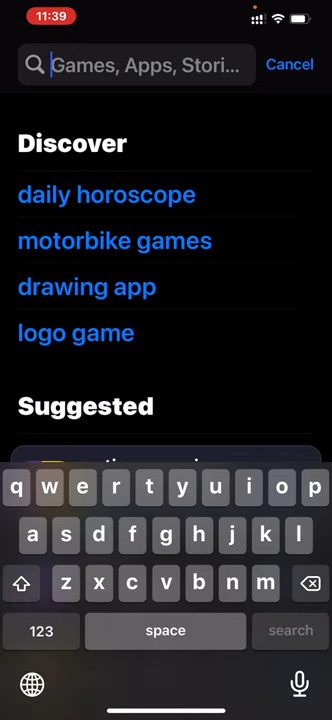 11:39
Games, Apps, Stori...
Cancel
Discover
daily horoscope
motorbike games
drawing app
logo game
Suggested
q w e r t y u i o p
a s d f g h j k l
z x c v b n m
123 space search